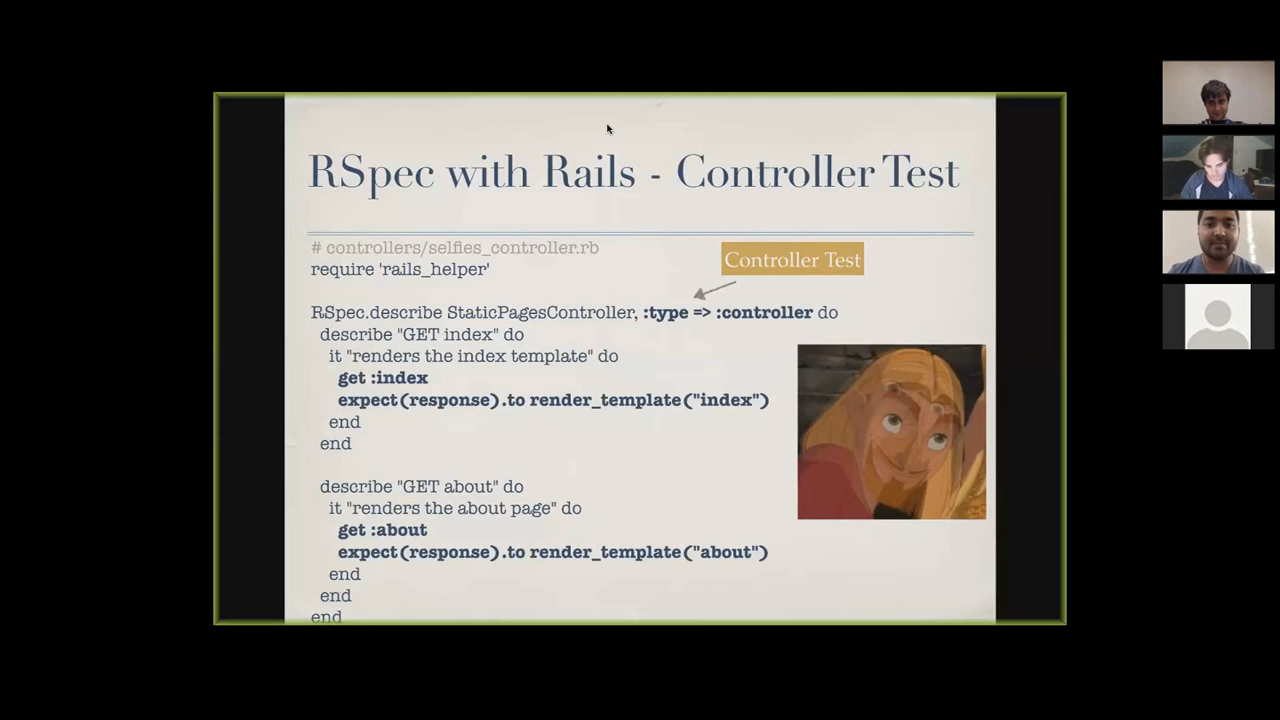 RSpec with Rails - Controller Test
# controllers/selfies_controller.rb
require 'rails_helper'
Controller Test
RSpec.describe StaticPagesController, :type => :controller do
describe "GET index" do
it "renders the index template" do
get :index
expect(response).to render_template("index")
end
end
describe "GET about" do
it "renders the about page" do
get :about
expect(response).to render_template("about")
end
end
end